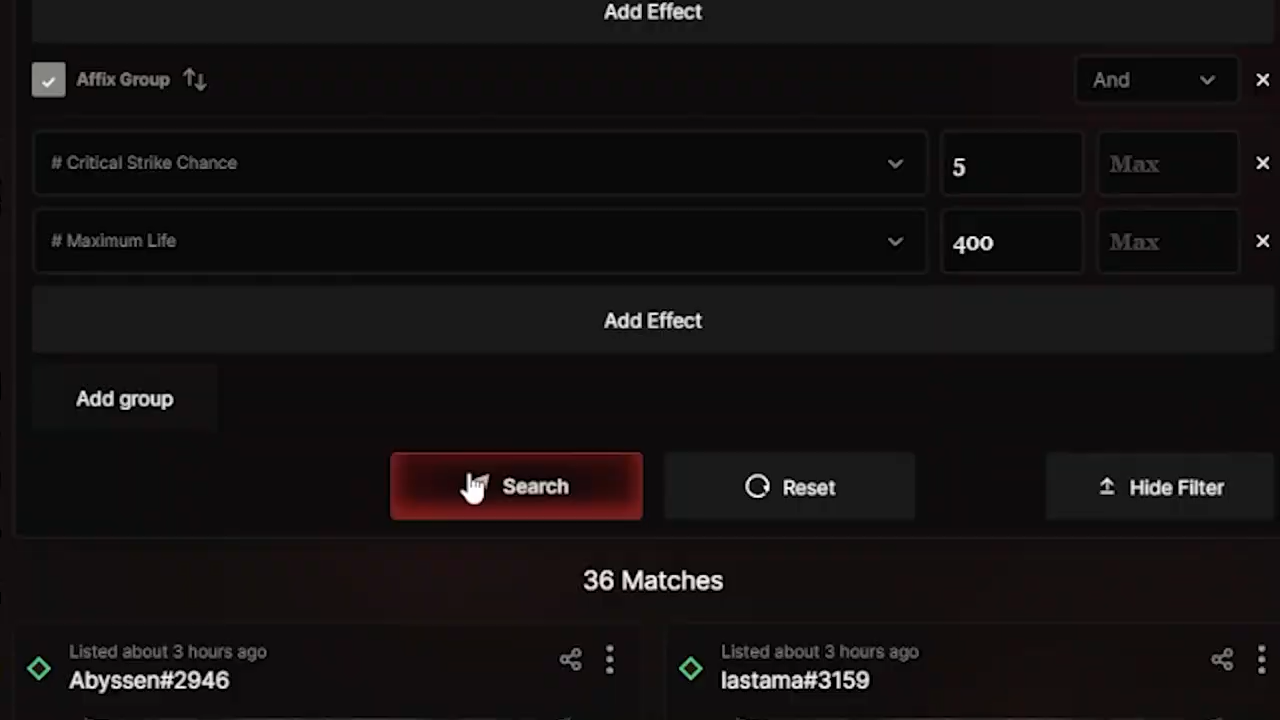 Add Effect
Affix Group
And
# Critical Strike Chance
5
Max
# Maximum Life
400
Max
Add Effect
Add group
Search
Reset
Hide Filter
36 Matches
Listed about 3 hours ago
Abyssen#2946
Listed about 3 hours ago
lastama#3159